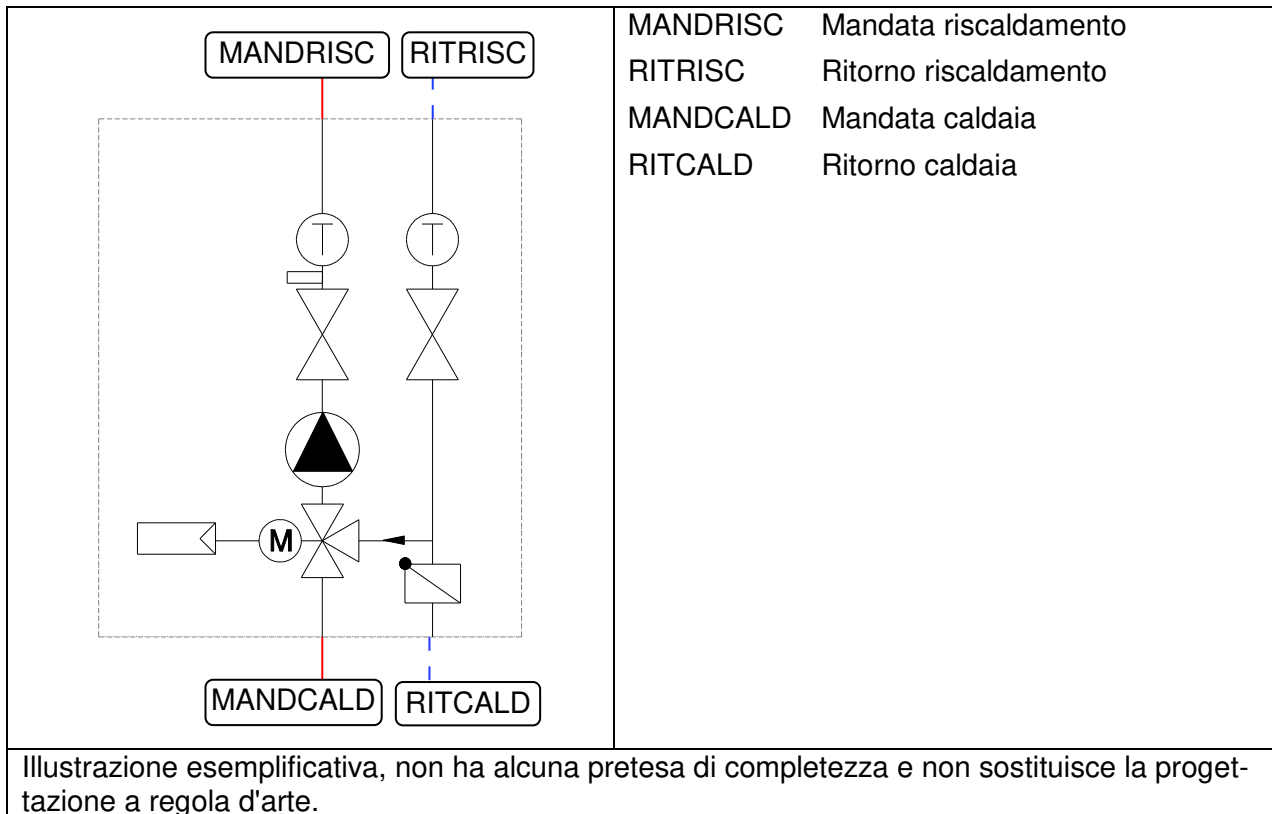 MANDRISC RITRISC
T T
M
MANDCALD RITCALD
MANDRISC Mandata riscaldamento
RITRISC Ritorno riscaldamento
MANDCALD Mandata caldaia
RITCALD Ritorno caldaia
Illustrazione esemplificativa, non ha alcuna pretesa di completezza e non sostituisce la proget-
tazione a regola d'arte.